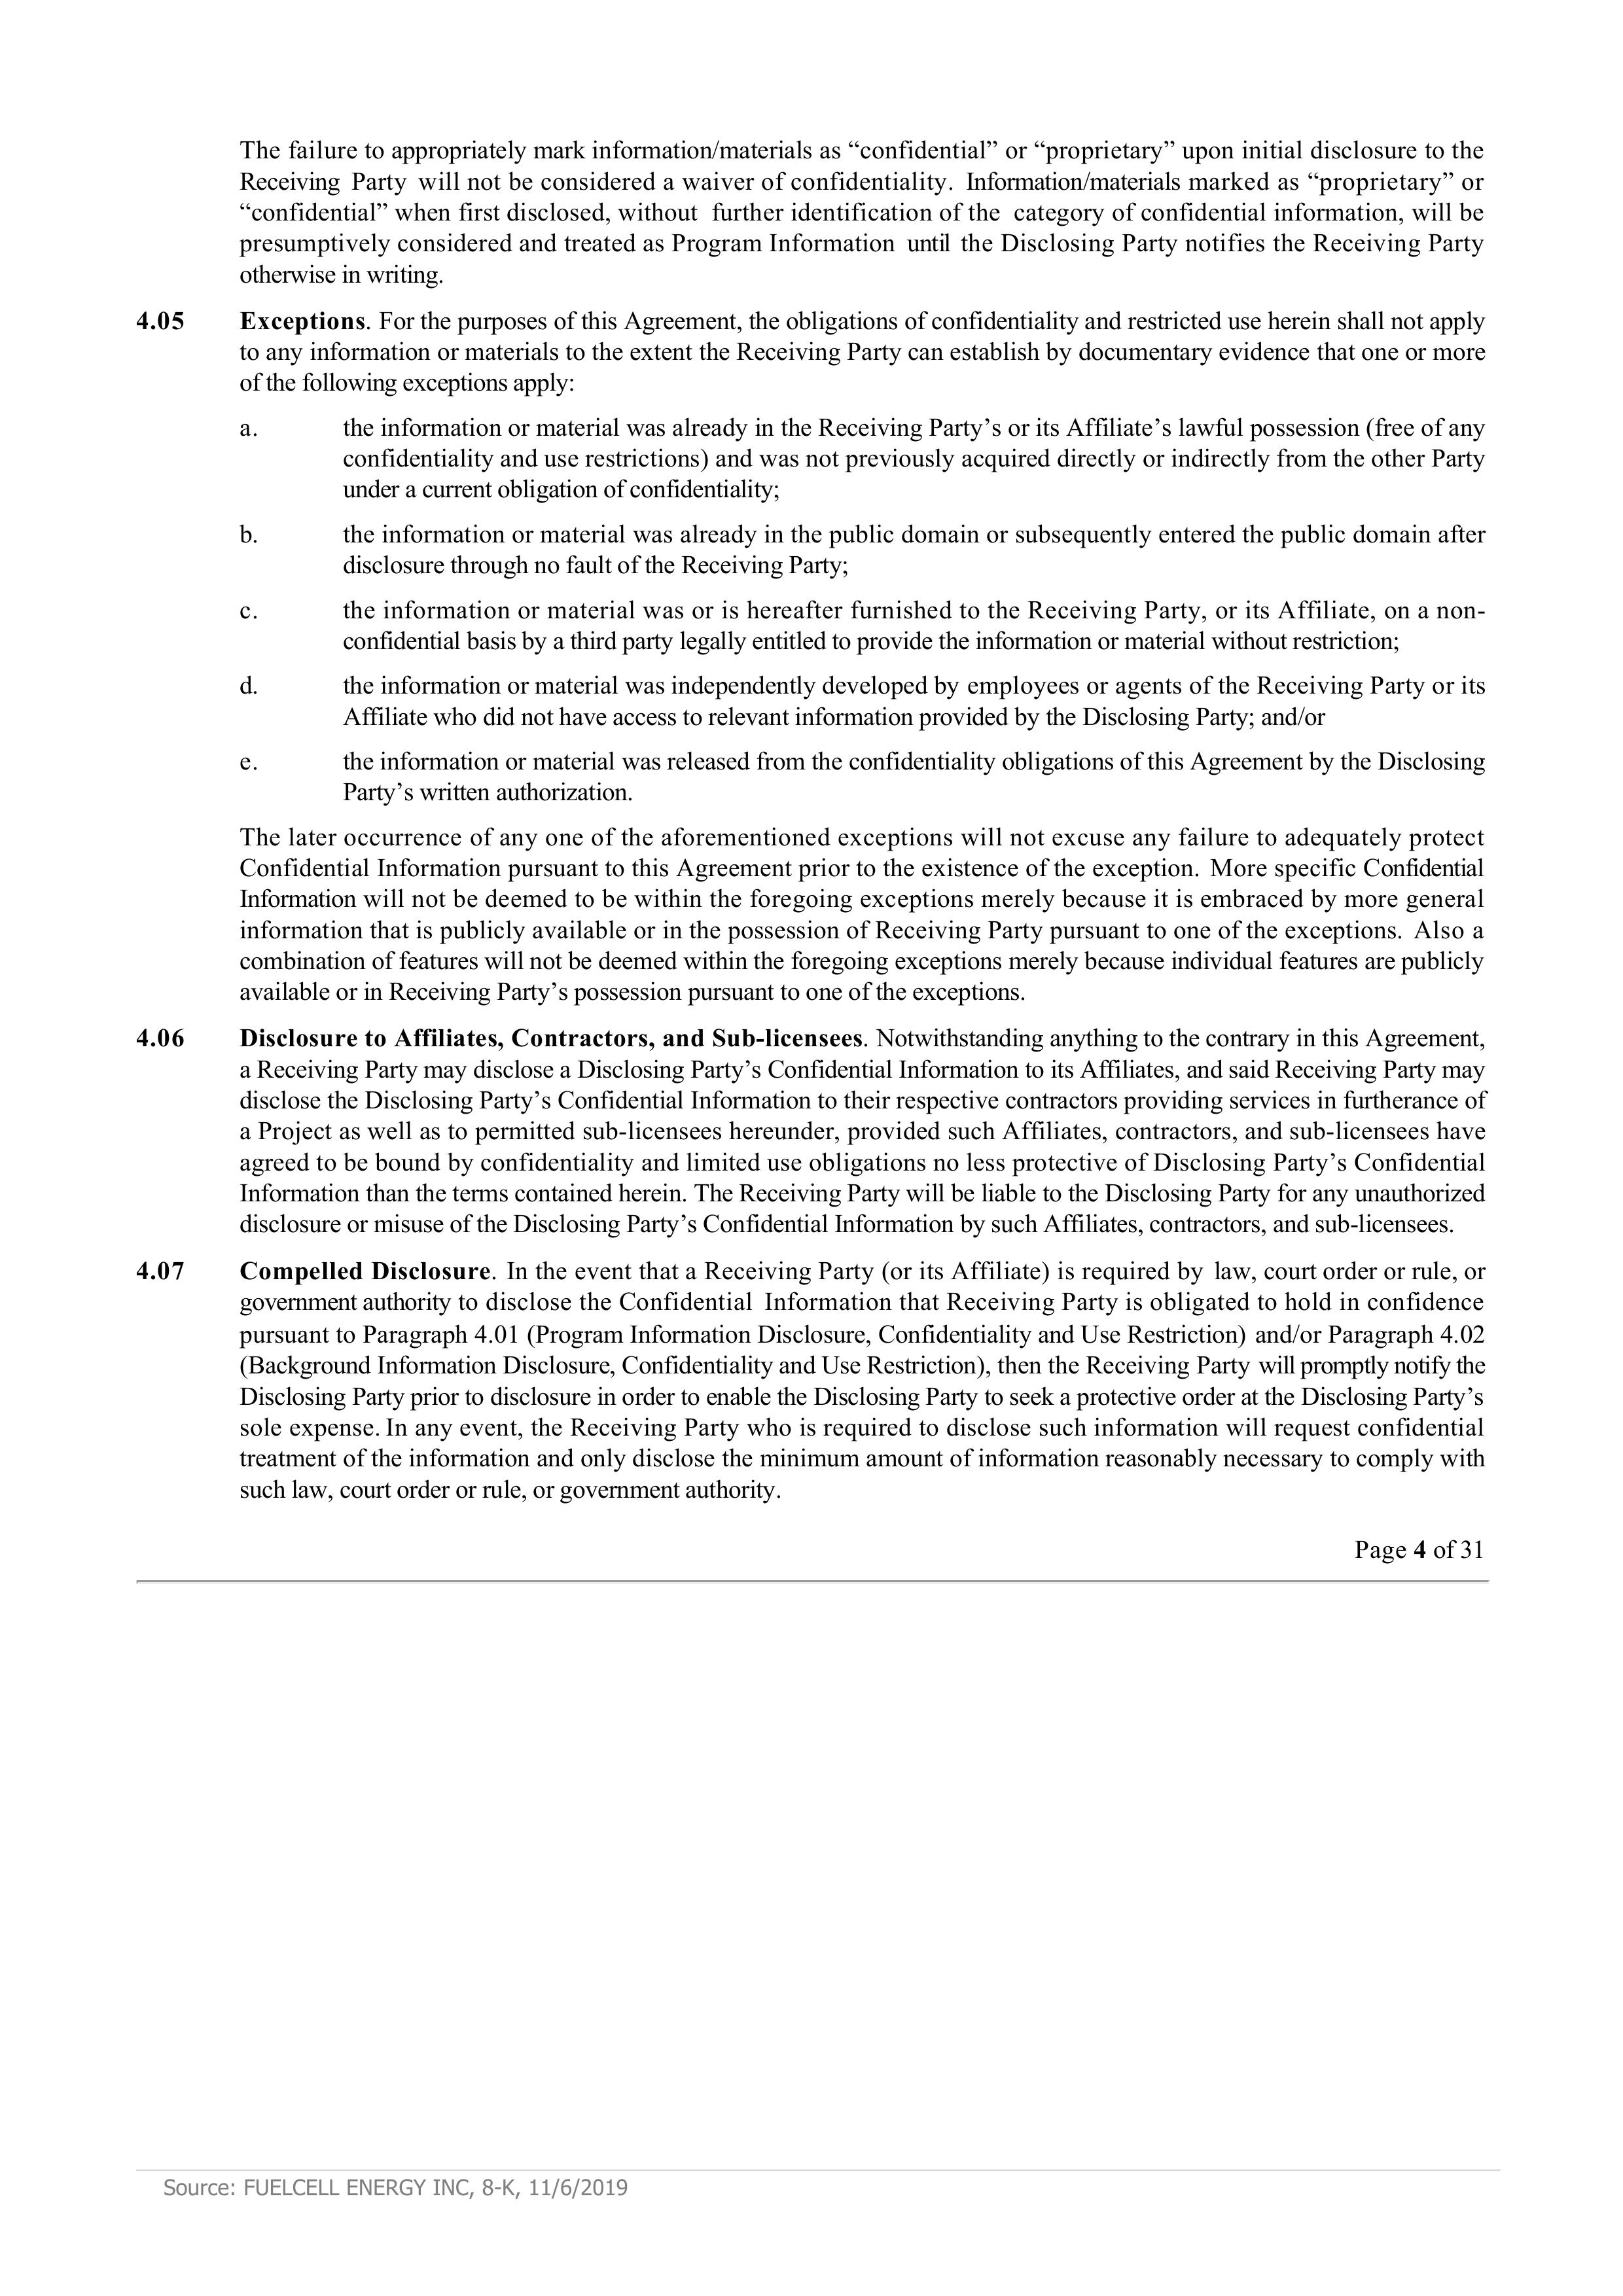 The failure to appropriately mark information/materials as “confidential” or “proprietary” upon initial disclosure to the
Receiving Party will not be considered a waiver of confidentiality. Information/materials marked as “proprietary” or
“confidential” when first disclosed, without further identification of the category of confidential information, will be
presumptively considered and treated as Program Information until the Disclosing Party notifies the Receiving Party
otherwise in writing.
4.05 Exceptions. For the purposes of this Agreement, the obligations of confidentiality and restricted use herein shall not apply
to any information or materials to the extent the Receiving Party can establish by documentary evidence that one or more
of the following exceptions apply:
a. the information or material was already in the Receiving Party’s or its Affiliate’s lawful possession (free of any
confidentiality and use restrictions) and was not previously acquired directly or indirectly from the other Party
under a current obligation of confidentiality;
b. the information or material was already in the public domain or subsequently entered the public domain after
disclosure through no fault of the Receiving Party;
c. the information or material was or is hereafter furnished to the Receiving Party, or its Affiliate, on a non-
confidential basis by a third party legally entitled to provide the information or material without restriction;
d. the information or material was independently developed by employees or agents of the Receiving Party or its
Affiliate who did not have access to relevant information provided by the Disclosing Party; and/or
e. the information or material was released from the confidentiality obligations of this Agreement by the Disclosing
Party’s written authorization.
The later occurrence of any one of the aforementioned exceptions will not excuse any failure to adequately protect
Confidential Information pursuant to this Agreement prior to the existence of the exception. More specific Confidential
Information will not be deemed to be within the foregoing exceptions merely because it is embraced by more general
information that is publicly available or in the possession of Receiving Party pursuant to one of the exceptions. Also a
combination of features will not be deemed within the foregoing exceptions merely because individual features are publicly
available or in Receiving Party’s possession pursuant to one of the exceptions.
4.06 Disclosure to Affiliates, Contractors, and Sub-licensees. Notwithstanding anything to the contrary in this Agreement,
a Receiving Party may disclose a Disclosing Party’s Confidential Information to its Affiliates, and said Receiving Party may
disclose the Disclosing Party’s Confidential Information to their respective contractors providing services in furtherance of
a Project as well as to permitted sub-licensees hereunder, provided such Affiliates, contractors, and sub-licensees have
agreed to be bound by confidentiality and limited use obligations no less protective of Disclosing Party’s Confidential
Information than the terms contained herein. The Receiving Party will be liable to the Disclosing Party for any unauthorized
disclosure or misuse of the Disclosing Party’s Confidential Information by such Affiliates, contractors, and sub-licensees.
4.07 Compelled Disclosure. In the event that a Receiving Party (or its Affiliate) is required by law, court order or rule, or
government authority to disclose the Confidential Information that Receiving Party is obligated to hold in confidence
pursuant to Paragraph 4.01 (Program Information Disclosure, Confidentiality and Use Restriction) and/or Paragraph 4.02
(Background Information Disclosure, Confidentiality and Use Restriction), then the Receiving Party will promptly notify the
Disclosing Party prior to disclosure in order to enable the Disclosing Party to seek a protective order at the Disclosing Party’s
sole expense. In any event, the Receiving Party who is required to disclose such information will request confidential
treatment of the information and only disclose the minimum amount of information reasonably necessary to comply with
such law, court order or rule, or government authority.
Page 4 of 31
Source: FUELCELL ENERGY INC, 8-K, 11/6/2019